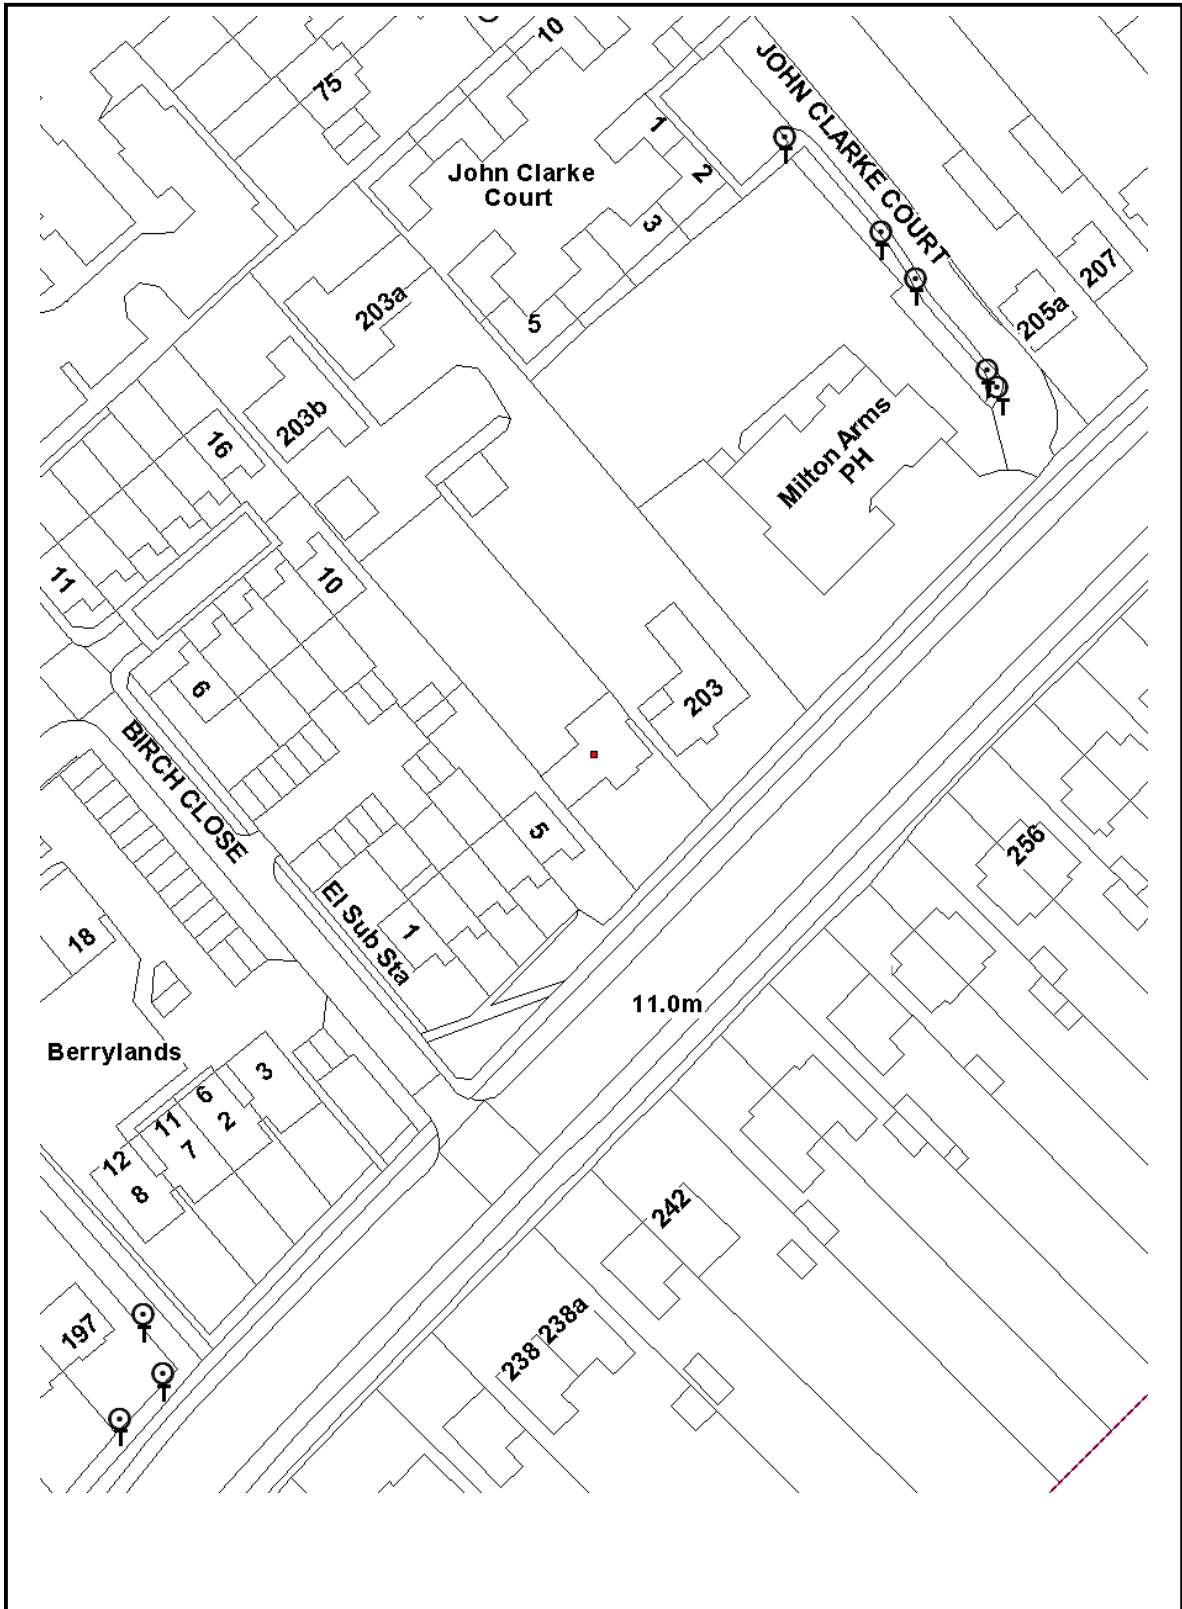 10
75
JOHN CLARKE COURT
1
John Clarke
Court
2
T
3
T
207
T
203a
205a
5
T
T
203b
Milton Arms
PH
16
11
10
6
203
BIRCH CLOSE
5
256
El Sub Sta
1
18
11.0m
Berrylands
3
6
11
2
7
12
8
242
197
T
238a
238
T
T